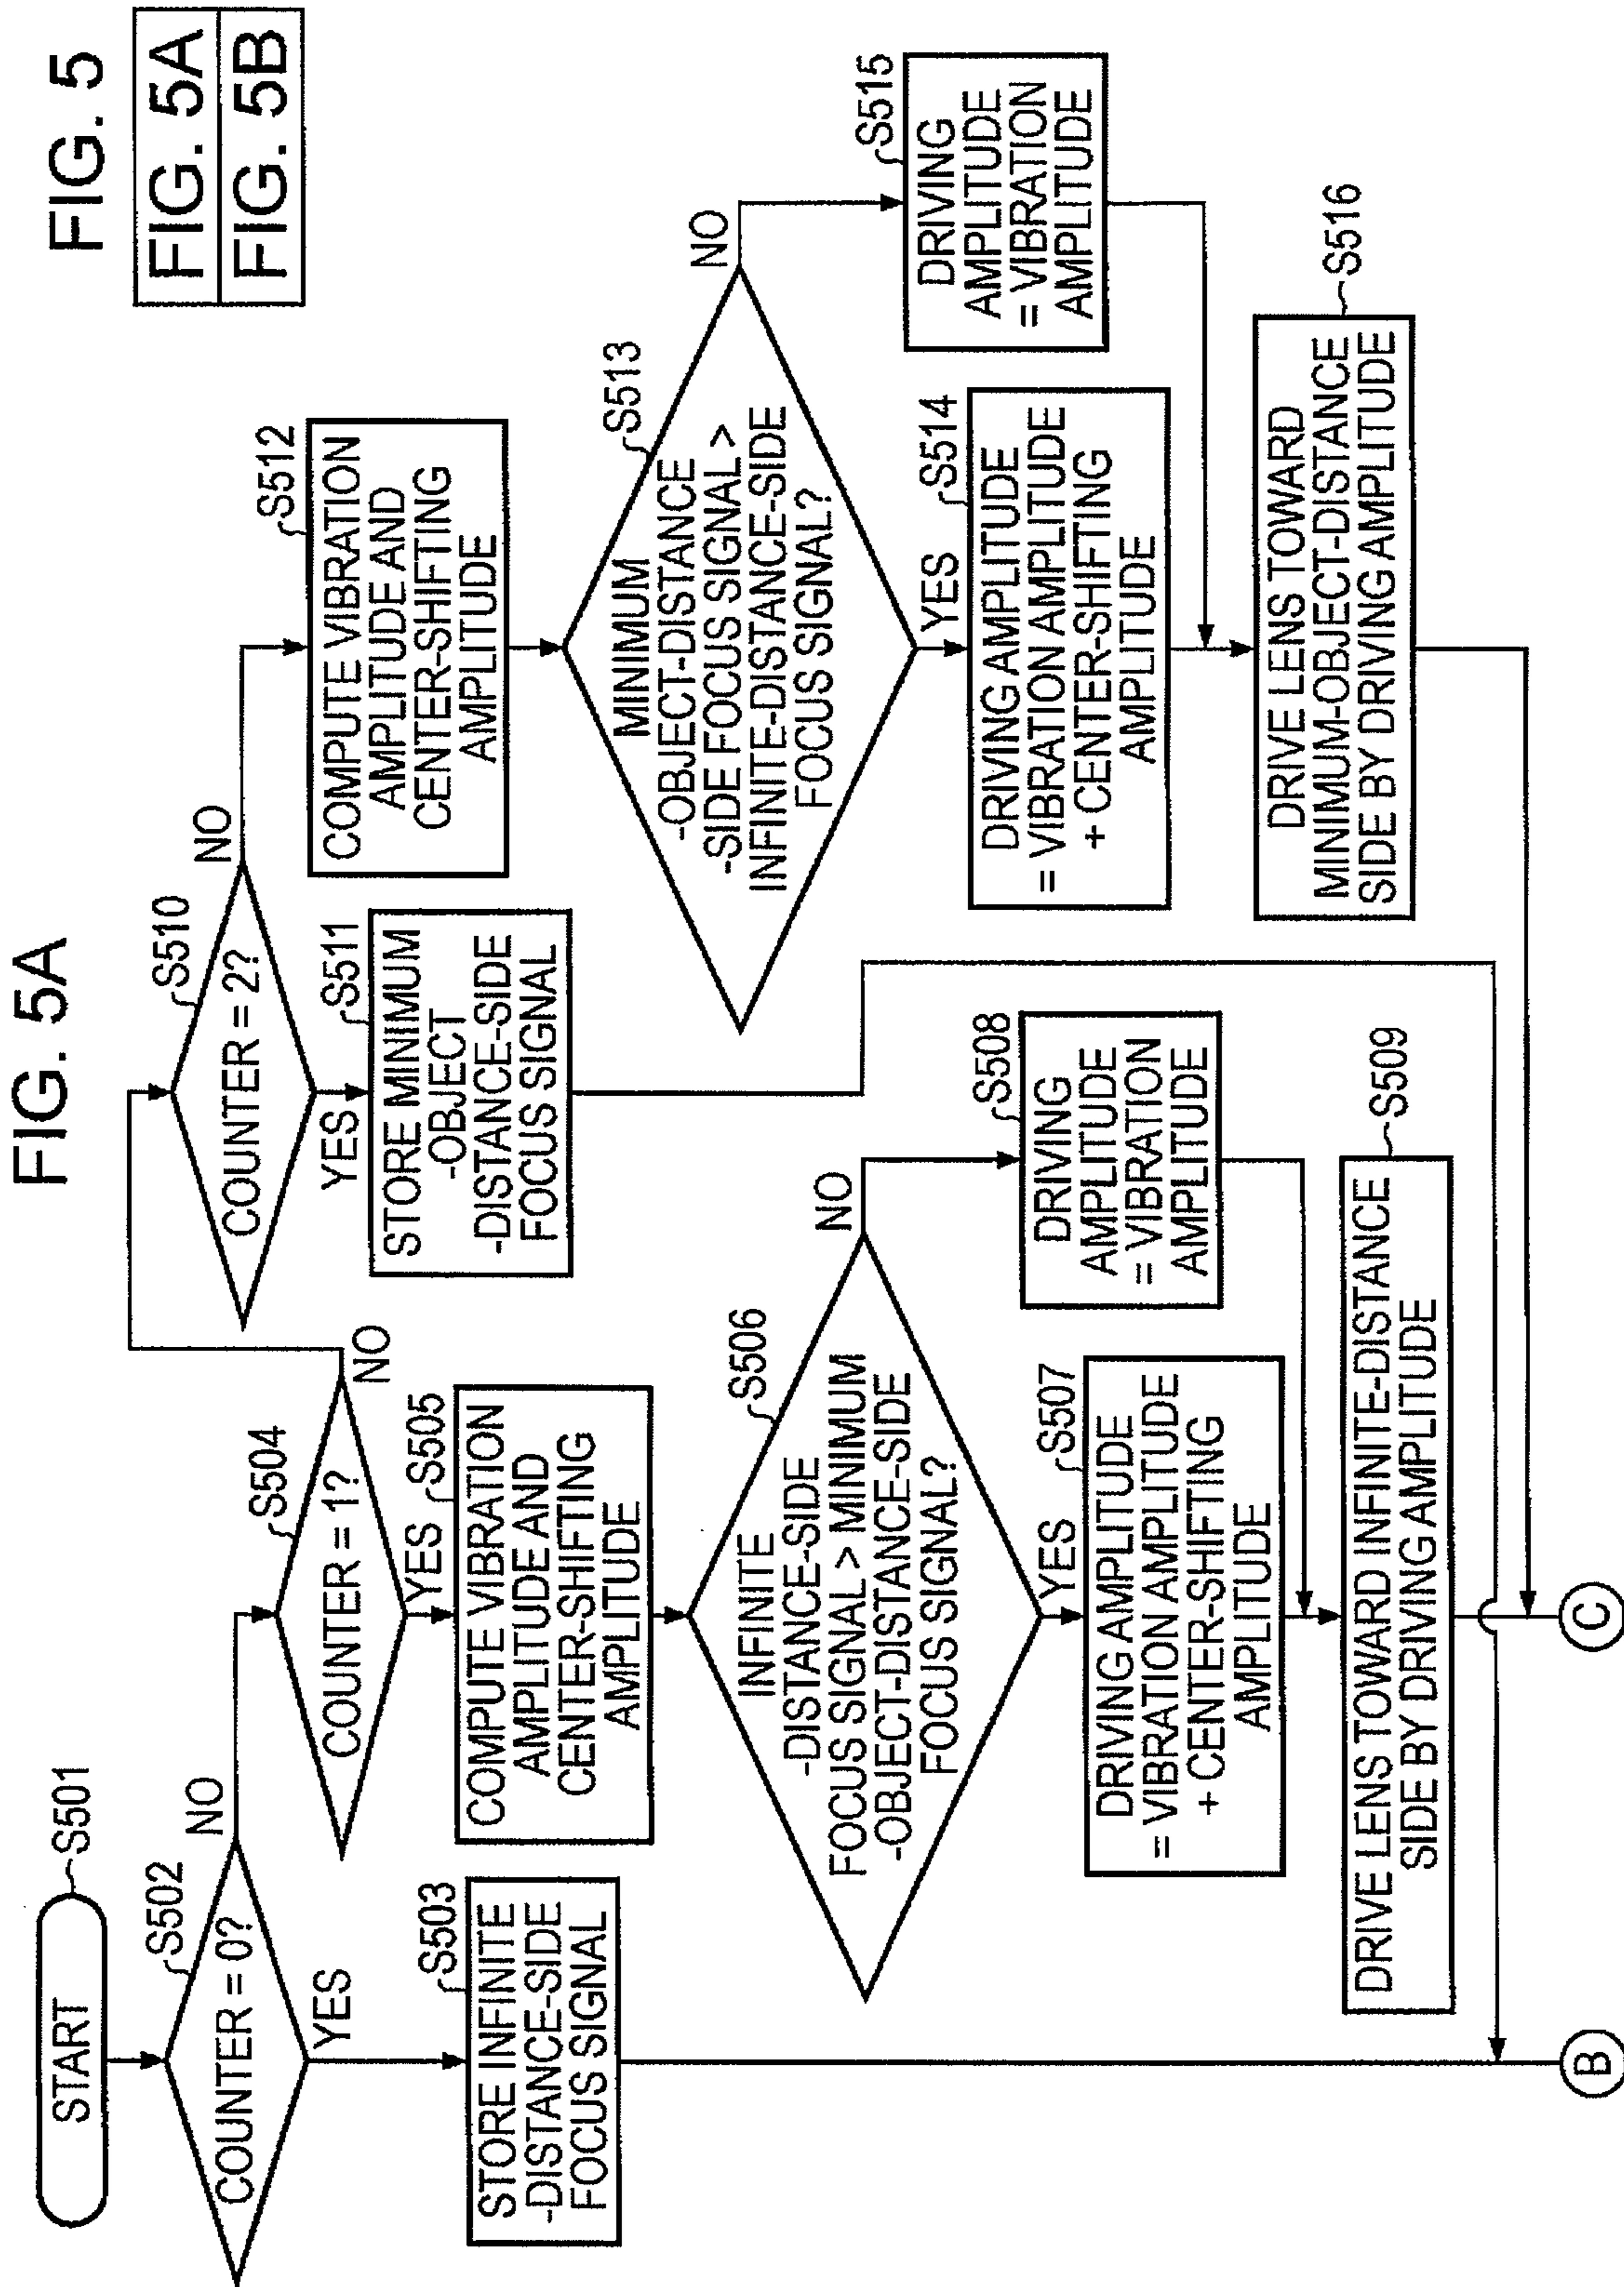 FIG. 5A
FIG. 5
FIG. 5A
FIG. 5B
START
S501
S502
COUNTER = 0?
NO
YES
S503
STORE INFINITE
-DISTANCE-SIDE
FOCUS SIGNAL
S504
COUNTER = 1?
NO
YES
S505
COMPUTE VIBRATION
AMPLITUDE AND
CENTER-SHIFTING
AMPLITUDE
S506
INFINITE
-DISTANCE-SIDE
FOCUS SIGNAL > MINIMUM
-OBJECT-DISTANCE-SIDE
FOCUS SIGNAL?
NO
YES
S507
DRIVING AMPLITUDE
= VIBRATION AMPLITUDE
+ CENTER-SHIFTING
AMPLITUDE
S508
DRIVING
AMPLITUDE
= VIBRATION
AMPLITUDE
S509
DRIVE LENS TOWARD INFINITE-DISTANCE
SIDE BY DRIVING AMPLITUDE
S510
COUNTER = 2?
NO
YES
S511
STORE MINIMUM
-OBJECT
-DISTANCE-SIDE
FOCUS SIGNAL
S512
COMPUTE VIBRATION
AMPLITUDE AND
CENTER-SHIFTING
AMPLITUDE
S513
MINIMUM
-OBJECT-DISTANCE
-SIDE FOCUS SIGNAL >
INFINITE-DISTANCE-SIDE
FOCUS SIGNAL?
NO
YES
S514
DRIVING AMPLITUDE
= VIBRATION AMPLITUDE
+ CENTER-SHIFTING
AMPLITUDE
S515
DRIVING
AMPLITUDE
= VIBRATION
AMPLITUDE
S516
DRIVE LENS TOWARD
MINIMUM-OBJECT-DISTANCE
SIDE BY DRIVING AMPLITUDE
B
C